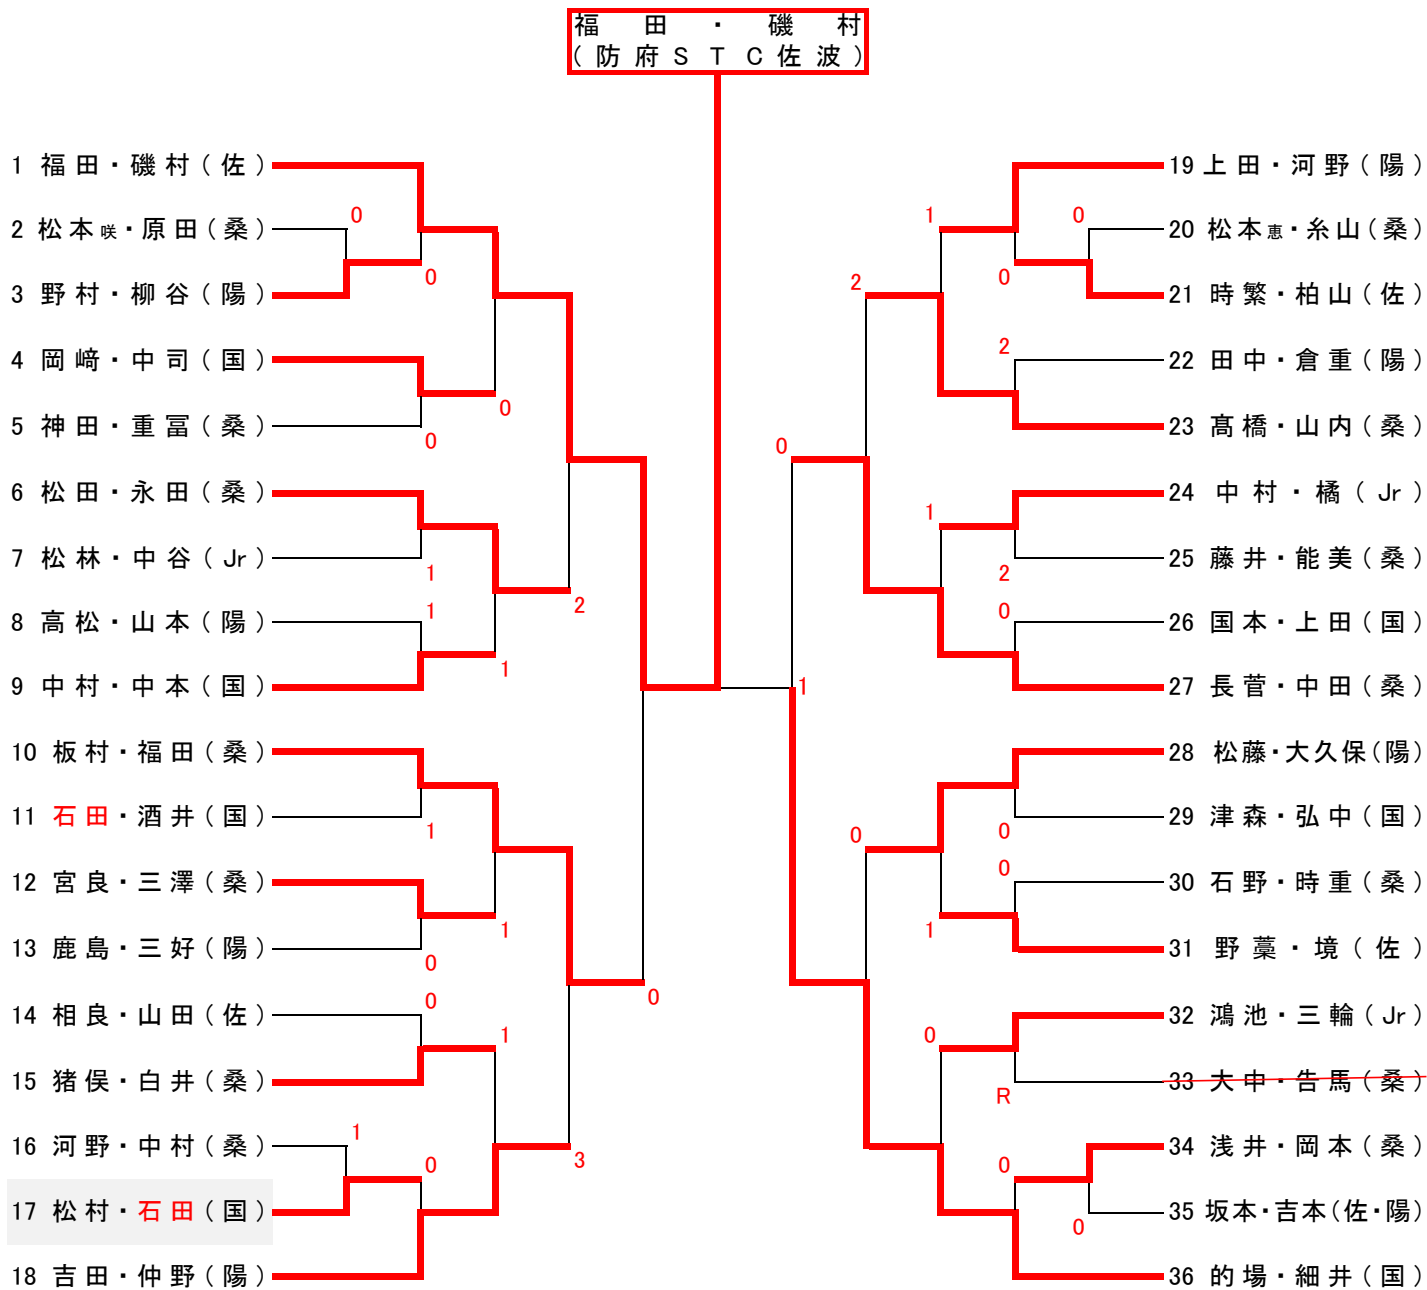 福田・磯村
(防府STC佐波)
1 福田・磯村(佐)
2 松本咲・原田(桑)
3 野村・柳谷(陽)
4 岡﨑・中司(国)
5 神田・重冨(桑)
6 松田・永田(桑)
7 松林・中谷(Jr)
8 高松・山本(陽)
9 中村・中本(国)
10 板村・福田(桑)
11 石田・酒井(国)
12 宮良・三澤(桑)
13 鹿島・三好(陽)
14 相良・山田(佐)
15 猪俣・白井(桑)
16 河野・中村(桑)
17 松村・石田(国)
18 吉田・仲野(陽)
0
0
0
0
1
1
1
2
1
1
0
0
1
1
0
3
0
19 上田・河野(陽)
20 松本恵・糸山(桑)
21 時繁・柏山(佐)
22 田中・倉重(陽)
23 髙橋・山内(桑)
24 中村・橘(Jr)
25 藤井・能美(桑)
26 国本・上田(国)
27 長菅・中田(桑)
28 松藤・大久保(陽)
29 津森・弘中(国)
30 石野・時重(桑)
31 野藁・境(佐)
32 鴻池・三輪(Jr)
33 大中・告馬(桑)
34 浅井・岡本(桑)
35 坂本・吉本(佐・陽)
36 的場・細井(国)
1
0
0
2
2
0
1
2
0
1
0
0
0
1
0
R
0
0